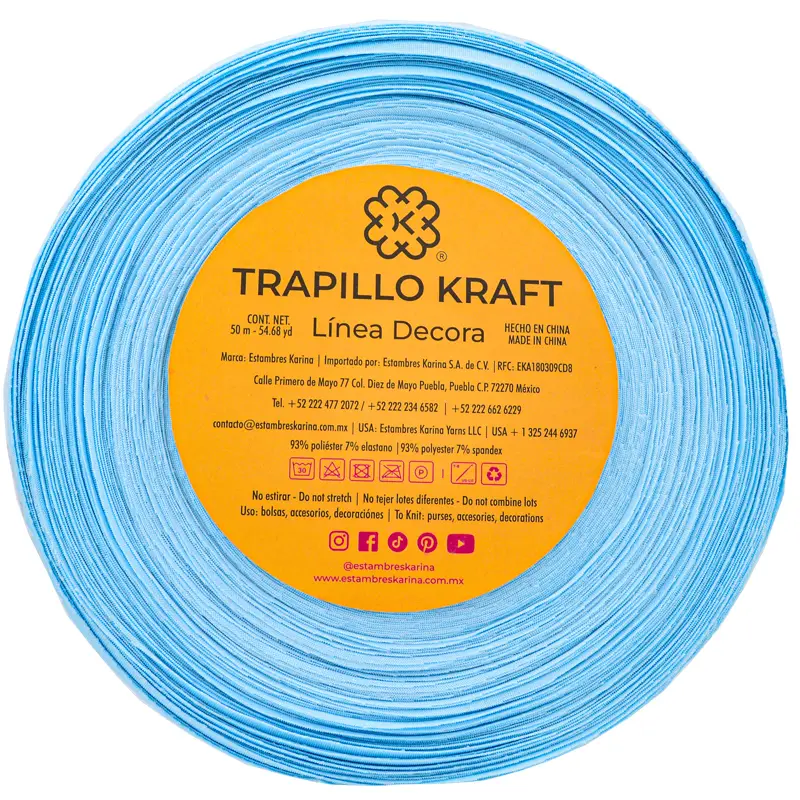 K
®
TRAPILLO KRAFT
CONT. NET.
50 m - 54.68 yd
Línea Decora
HECHO EN CHINA
MADE IN CHINA
Marca: Estambres Karina | Importado por: Estambres Karina S.A. de C.V. | RFC: EKA180309CD8
Calle Primero de Mayo 77 Col. Diez de Mayo Puebla, Puebla C.P. 72270 México
Tel. +52 222 477 2072 / +52 222 234 6582 | +52 222 662 6229
contacto@estambreskarina.com.mx | USA: Estambres Karina Yarns LLC | USA + 1 325 244 6937
93% poliéster 7% elastano | 93% polyester 7% spandex
30
P
No estirar - Do not stretch | No tejer lotes diferentes - Do not combine lots
Uso: bolsas, accesorios, decoraciónes | To Knit: purses, accesories, decorations
@estambreskarina
www.estambreskarina.com.mx